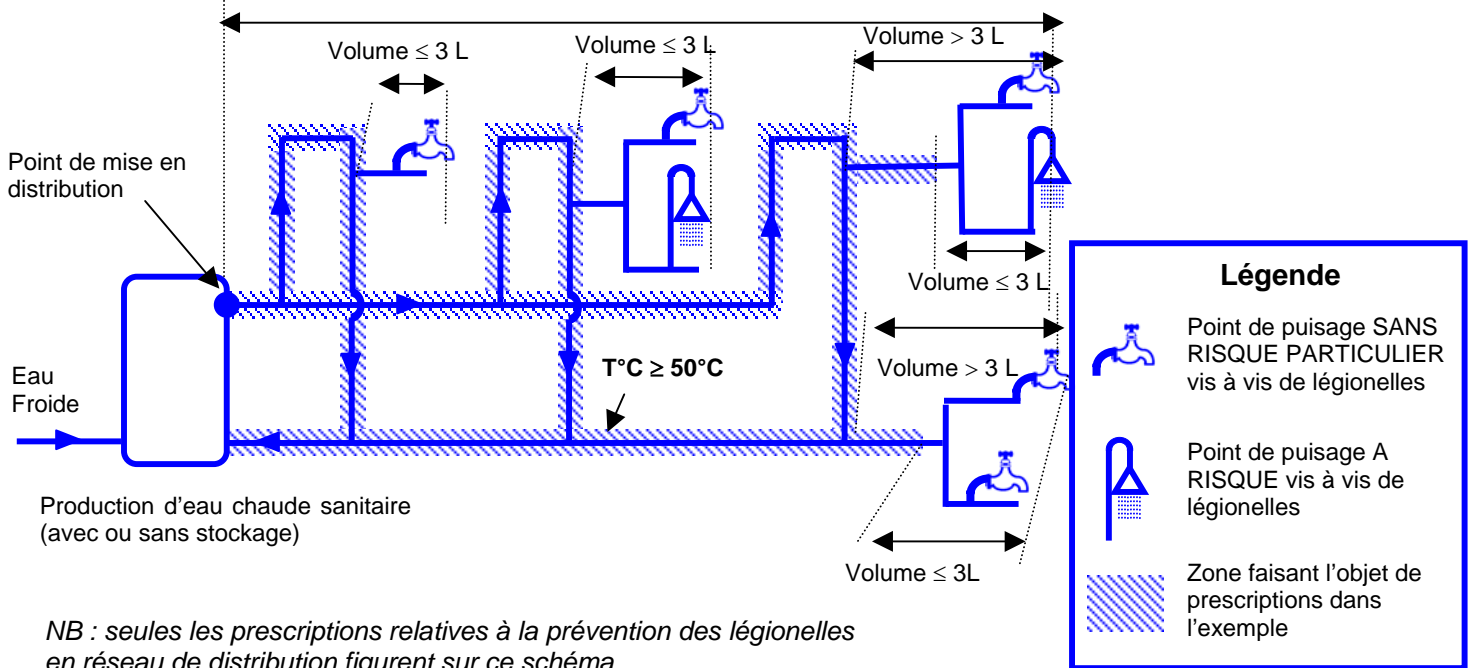 Volume ≤ 3 L
Volume ≤ 3 L
Volume > 3 L
Point de mise en
distribution
Volume ≤ 3 L
T°C ≥ 50°C
Volume > 3 L
Eau
Froide
Production d'eau chaude sanitaire
(avec ou sans stockage)
Volume ≤ 3L
NB : seules les prescriptions relatives à la prévention des légionelles
en réseau de distribution figurent sur ce schéma
Légende
Point de puisage SANS
RISQUE PARTICULIER
vis à vis de légionelles
Point de puisage A
RISQUE vis à vis de
légionelles
Zone faisant l'objet de
prescriptions dans
l'exemple